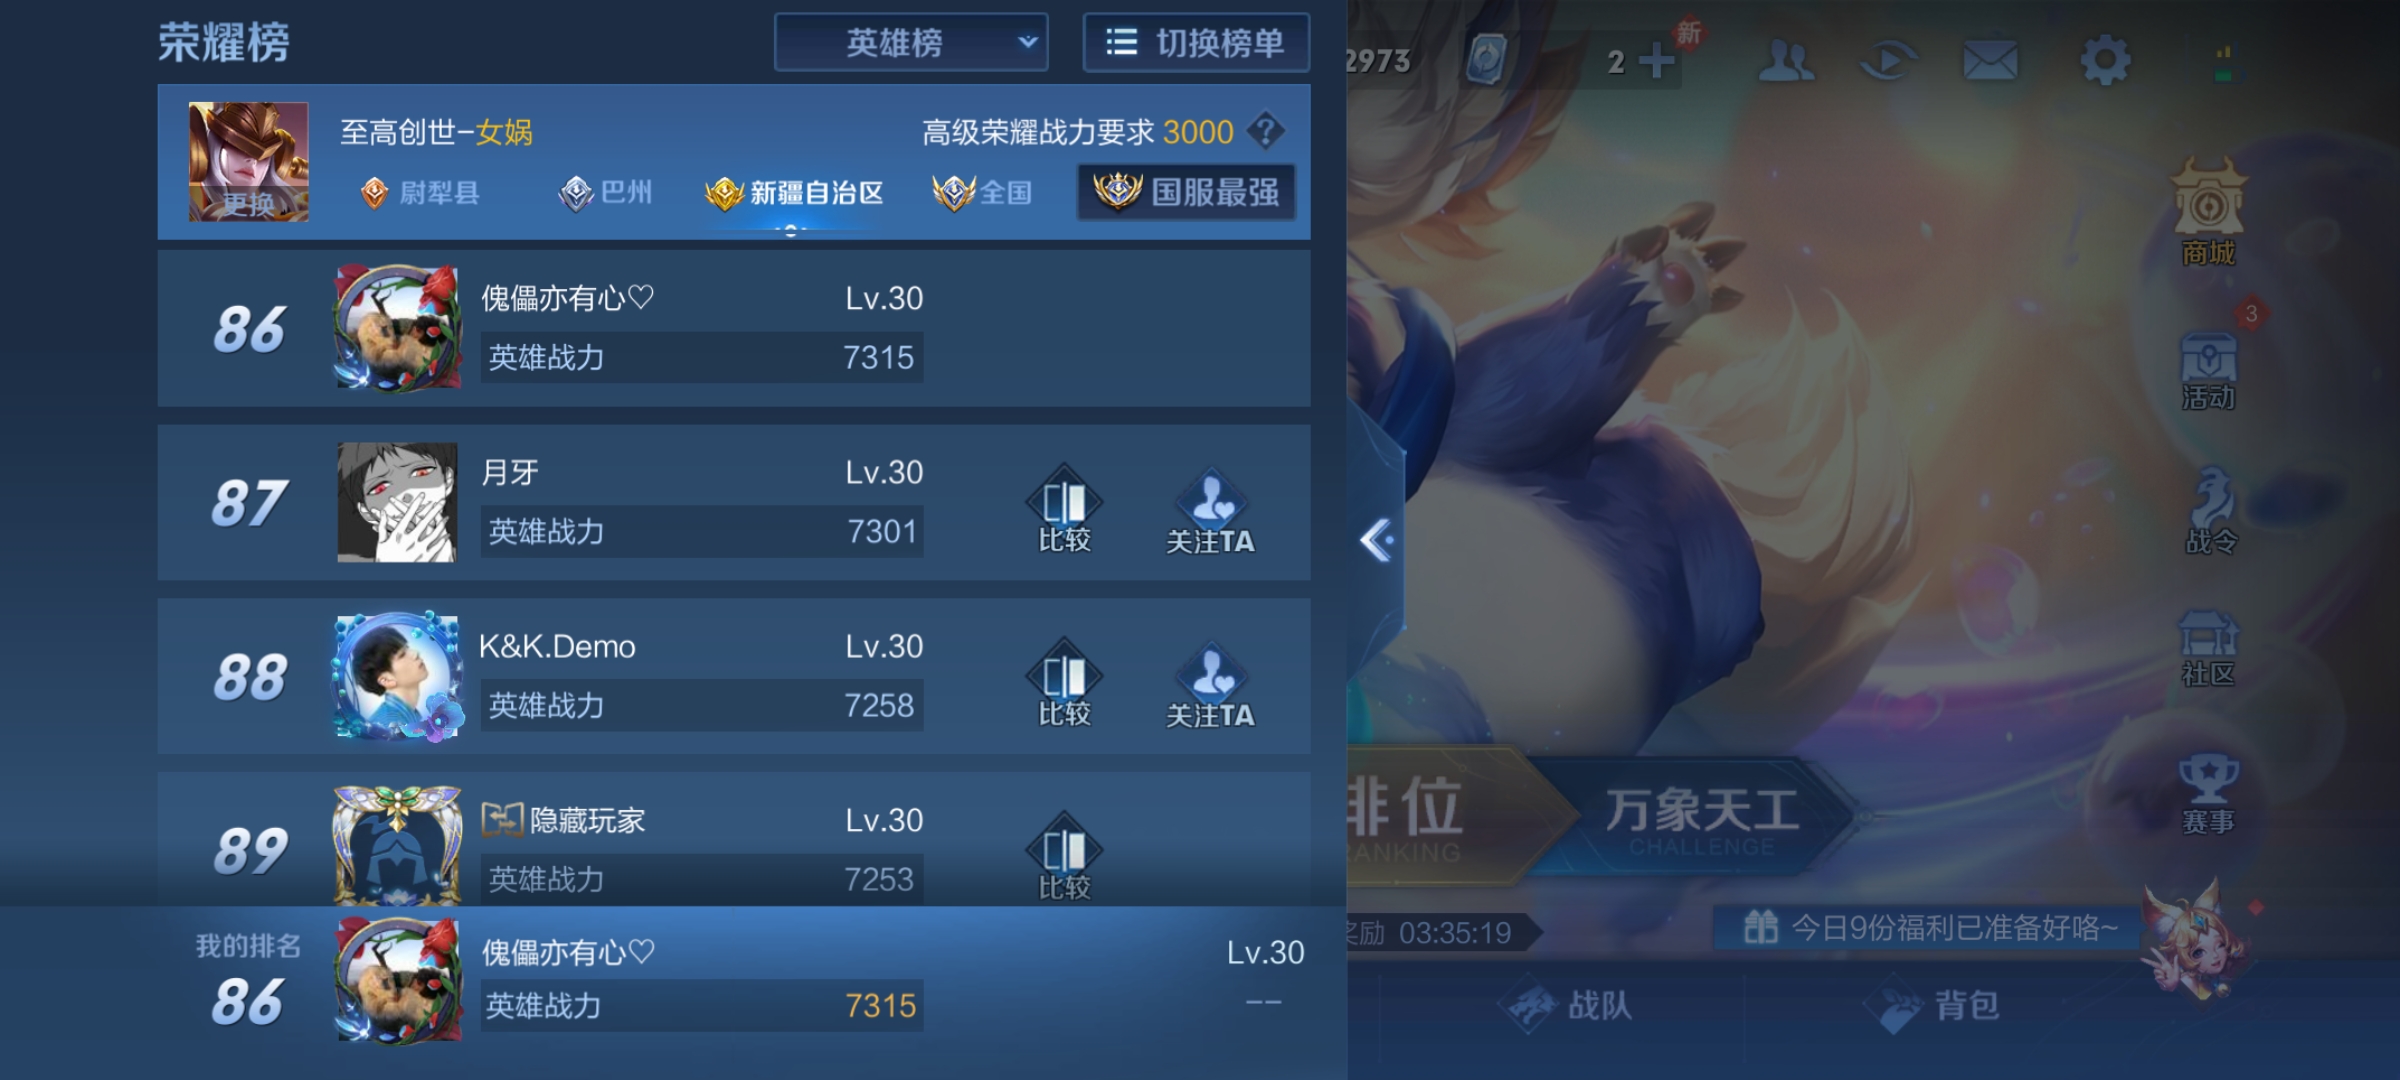 荣耀榜
英雄榜
切换榜单
至高创世-女娲
高级荣耀战力要求 3000 ?
更换
尉犁县
巴州
新疆自治区
全国
国服最强
86
傀儡亦有心♡
Lv.30
英雄战力
7315
87
月牙
Lv.30
英雄战力
7301
比较
关注TA
88
K&K.Demo
Lv.30
英雄战力
7258
比较
关注TA
89
隐藏玩家
Lv.30
英雄战力
7253
比较
我的排名
86
傀儡亦有心♡
Lv.30
英雄战力
7315
--
2973
2
新
商城
3
活动
战令
社区
赛事
排位
RANKING
万象天工
CHALLENGE
奖励 03:35:19
今日9份福利已准备好咯~
战队
背包